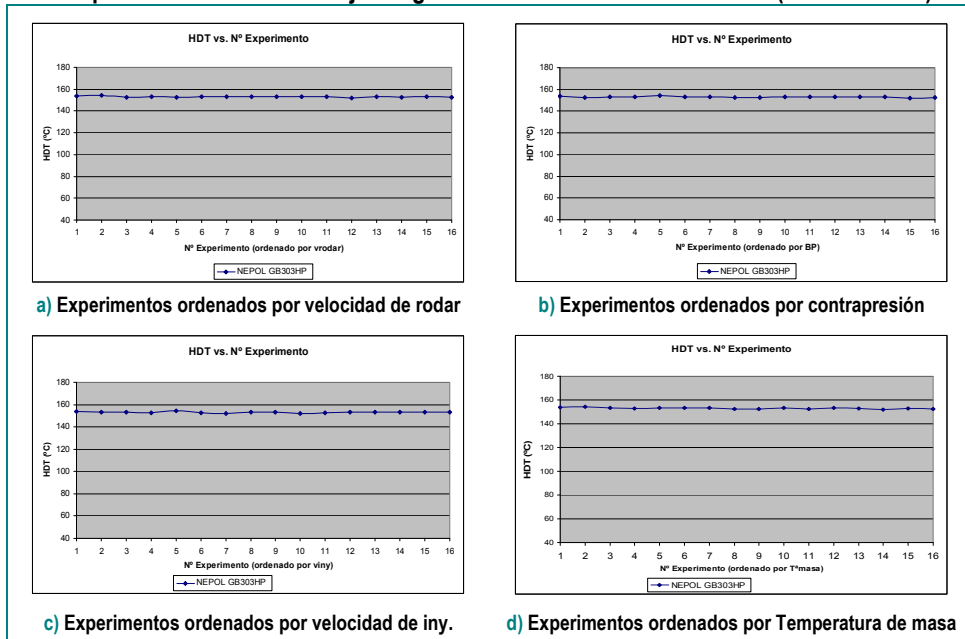 HDT vs. Nº Experimento
180
160
140
120
100
80
60
40
HDT (ºC)
1 2 3 4 5 6 7 8 9 10 11 12 13 14 15 16
Nº Experimento (ordenado por vrodar)
NEPOL GB303HP
a) Experimentos ordenados por velocidad de rodar
HDT vs. Nº Experimento
180
160
140
120
100
80
60
40
HDT (ºC)
1 2 3 4 5 6 7 8 9 10 11 12 13 14 15 16
Nº Experimento (ordenado por BP)
NEPOL GB303HP
b) Experimentos ordenados por contrapresión
HDT vs. Nº Experimento
180
160
140
120
100
80
60
40
HDT (ºC)
1 2 3 4 5 6 7 8 9 10 11 12 13 14 15 16
Nº Experimento (ordenado por viny)
NEPOL GB303HP
c) Experimentos ordenados por velocidad de iny.
HDT vs. Nº Experimento
180
160
140
120
100
80
60
40
HDT (ºC)
1 2 3 4 5 6 7 8 9 10 11 12 13 14 15 16
Nº Experimento (ordenado por Tªmasa)
NEPOL GB303HP
d) Experimentos ordenados por Temperatura de masa